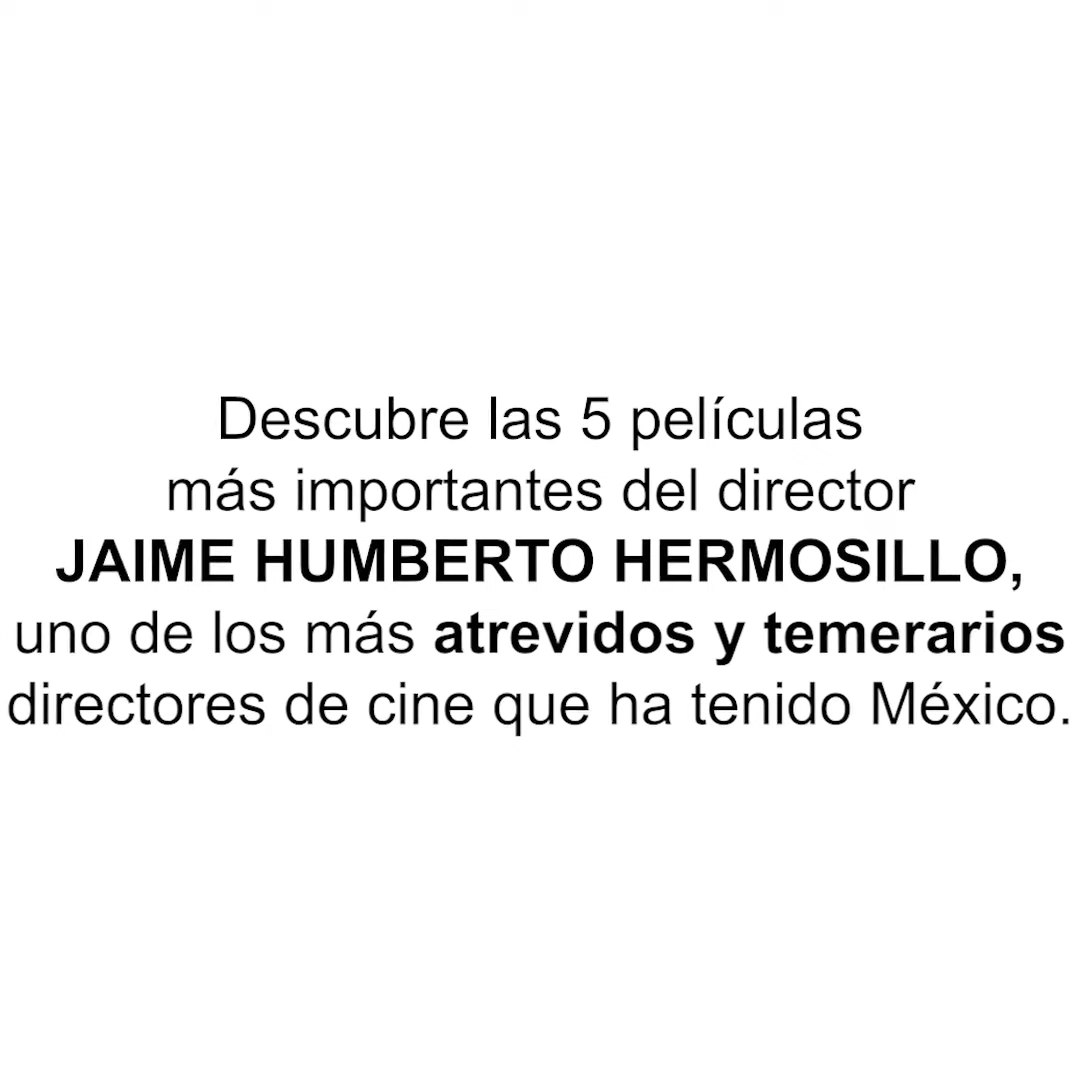 Descubre las 5 películas
más importantes del director
JAIME HUMBERTO HERMOSILLO,
uno de los más atrevidos y temerarios
directores de cine que ha tenido México.